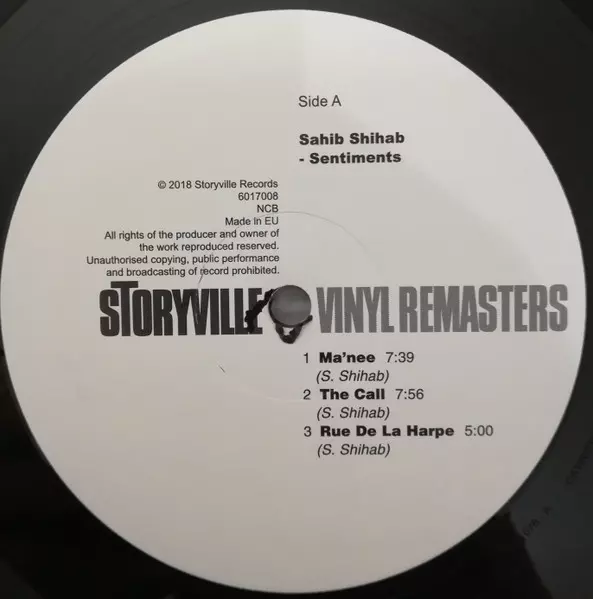 Side A
Sahib Shihab
- Sentiments
© 2018 Storyville Records
6017008
NCB
Made In EU
All rights of the producer and owner of
the work reproduced reserved.
Unauthorised copying, public performance
and broadcasting of record prohibited.
STORYVILLE VINYL REMASTERS
1 Ma'nee 7:39
(S. Shihab)
2 The Call 7:56
(S. Shihab)
3 Rue De La Harpe 5:00
(S. Shihab)